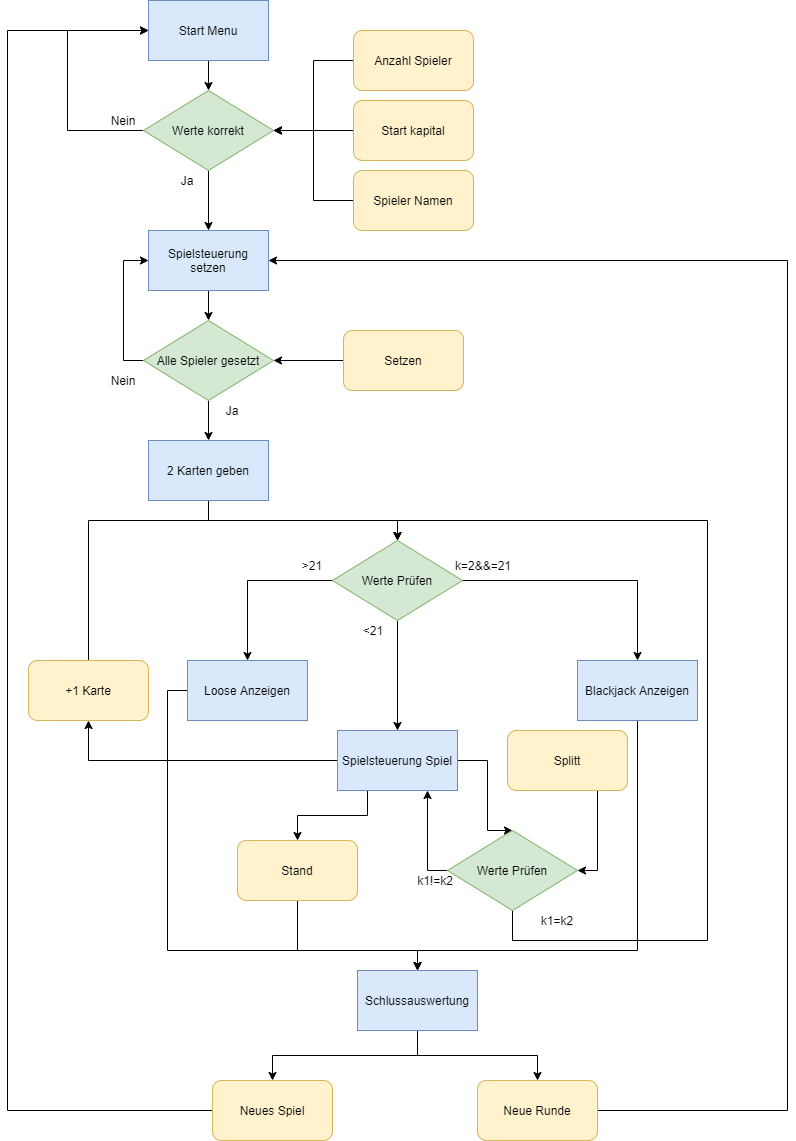 Start Menu
Anzahl Spieler
Nein
Werte korrekt
Start kapital
Ja
Spieler Namen
Spielsteuerung
setzen
Alle Spieler gesetzt
Setzen
Nein
Ja
2 Karten geben
>21
k=2&&=21
Werte Prüfen
<21
+1 Karte
Loose Anzeigen
Blackjack Anzeigen
Spielsteuerung Spiel
Splitt
Stand
Werte Prüfen
k1!=k2
k1=k2
Schlussauswertung
Neues Spiel
Neue Runde